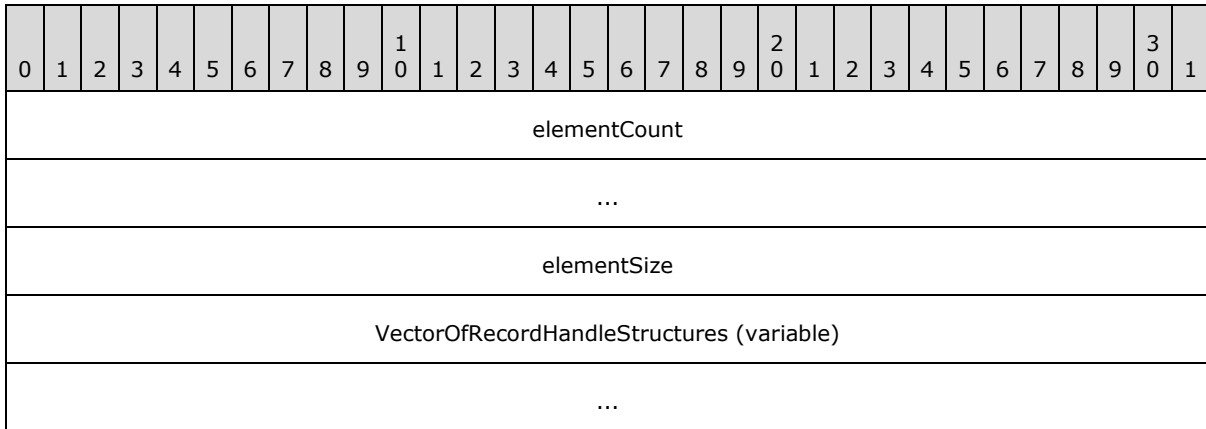 1 2 3
0 1 2 3 4 5 6 7 8 9 0 1 2 3 4 5 6 7 8 9 0 1 2 3 4 5 6 7 8 9 0 1
elementCount
...
elementSize
VectorOfRecordHandleStructures (variable)
...